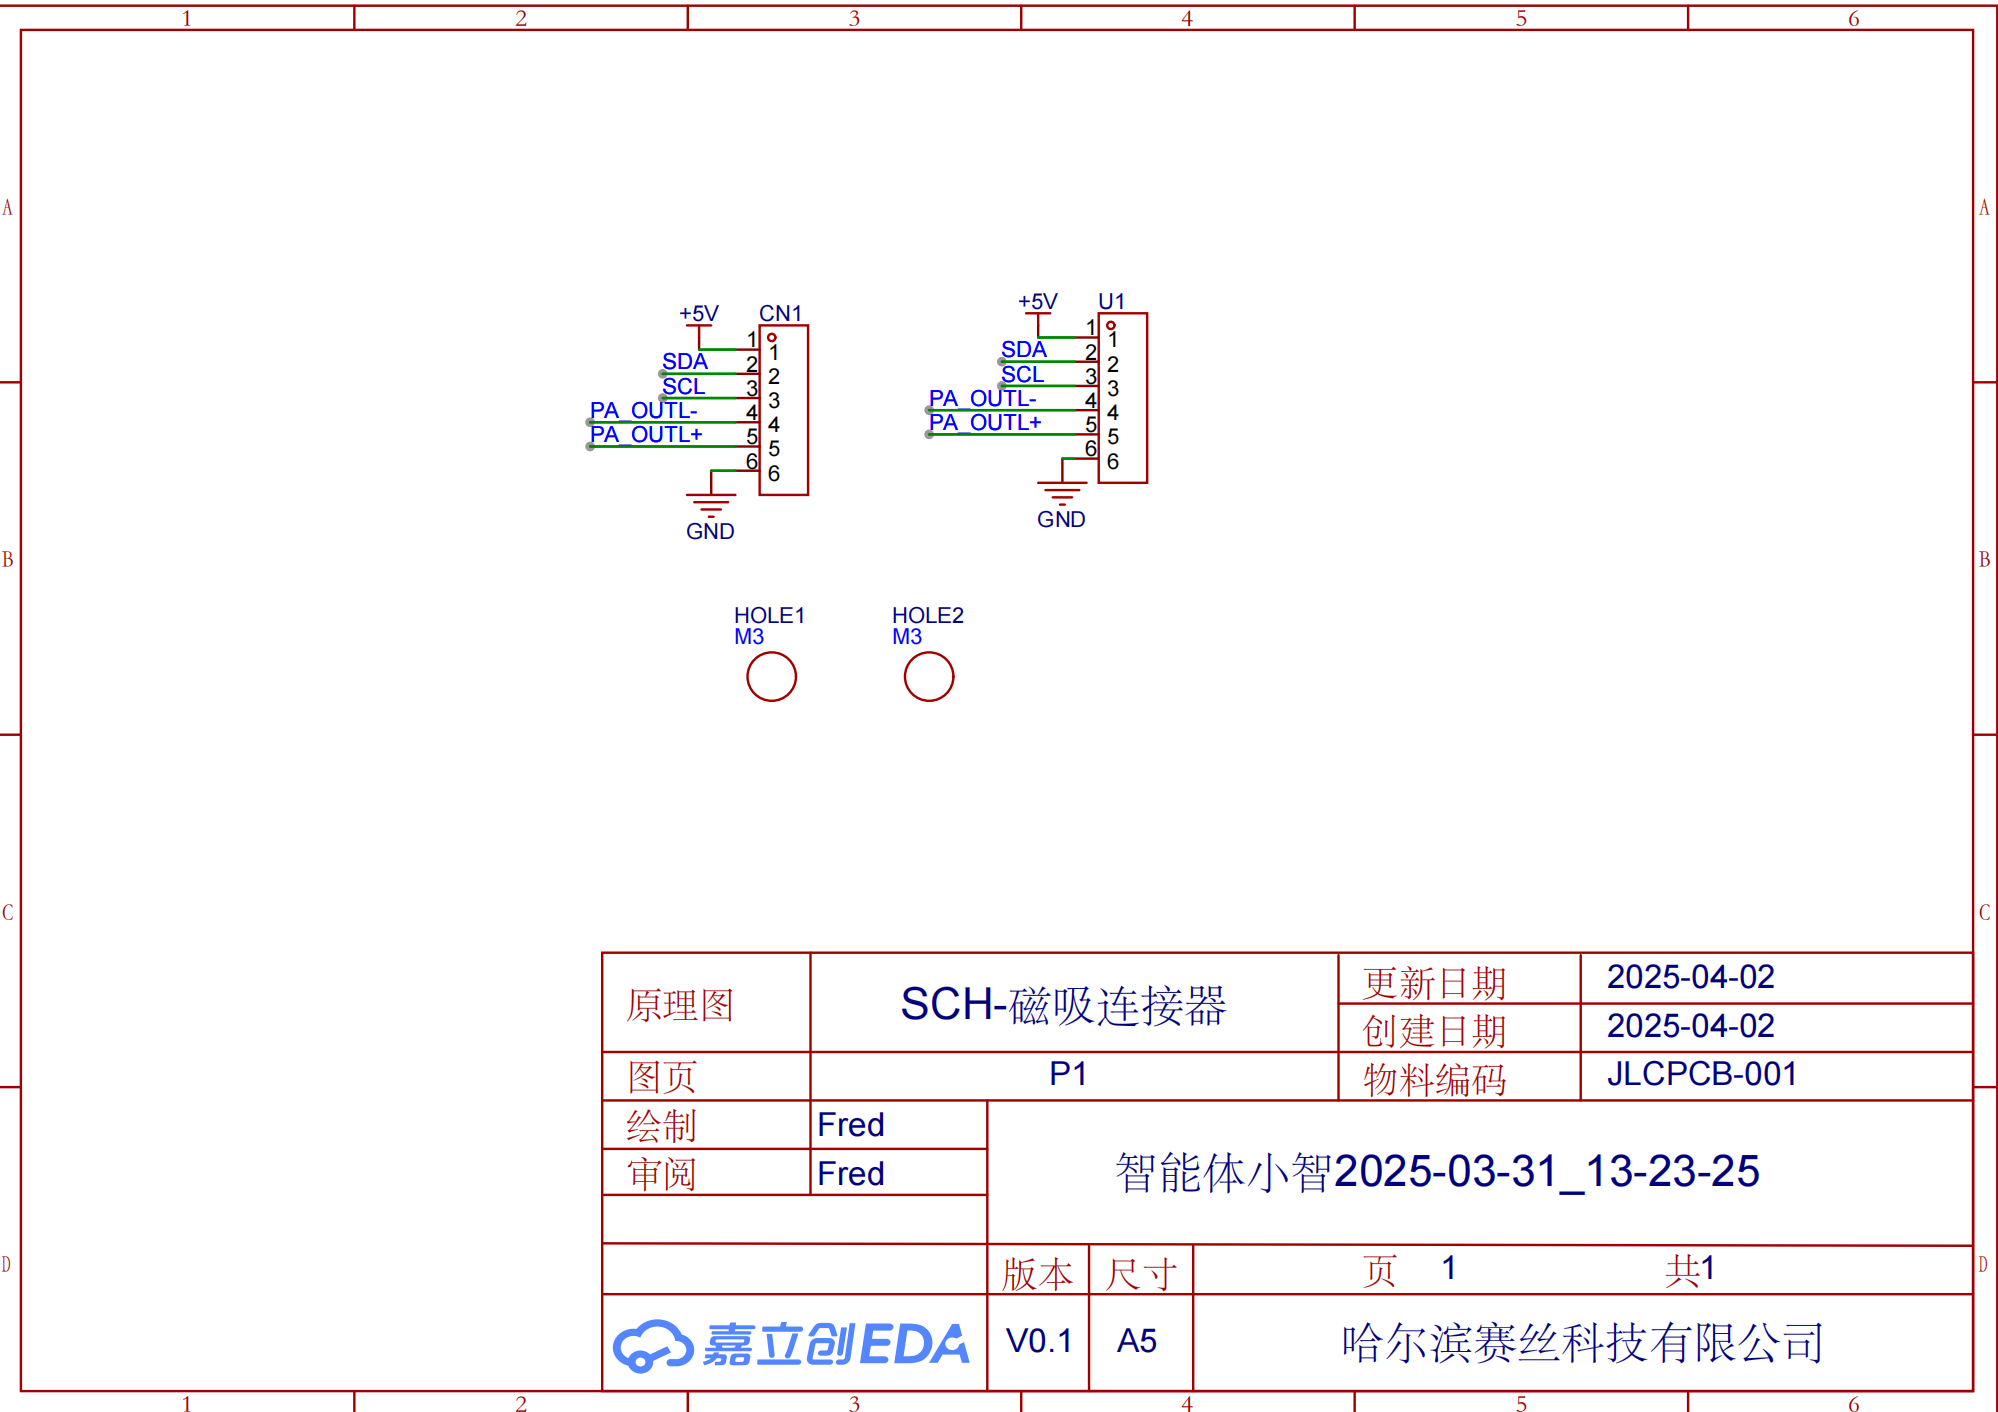 1 2 3 4 5 6
A A
+5V CN1
1 1
SDA 2 2
SCL 3 3
PA_OUTL- 4 4
PA_OUTL+ 5 5
6 6
GND
+5V U1
1 1
SDA 2 2
SCL 3 3
PA_OUTL- 4 4
PA_OUTL+ 5 5
6 6
GND
B B
HOLE1 HOLE2
M3 M3
C C
原理图 SCH-磁吸连接器
更新日期 2025-04-02
创建日期 2025-04-02
图页 P1 物料编码 JLCPCB-001
绘制 Fred
审阅 Fred
智能体小智2025-03-31_13-23-25
D D
版本 尺寸 页 1 共1
嘉立创EDA V0.1 A5 哈尔滨赛丝科技有限公司
1 2 3 4 5 6